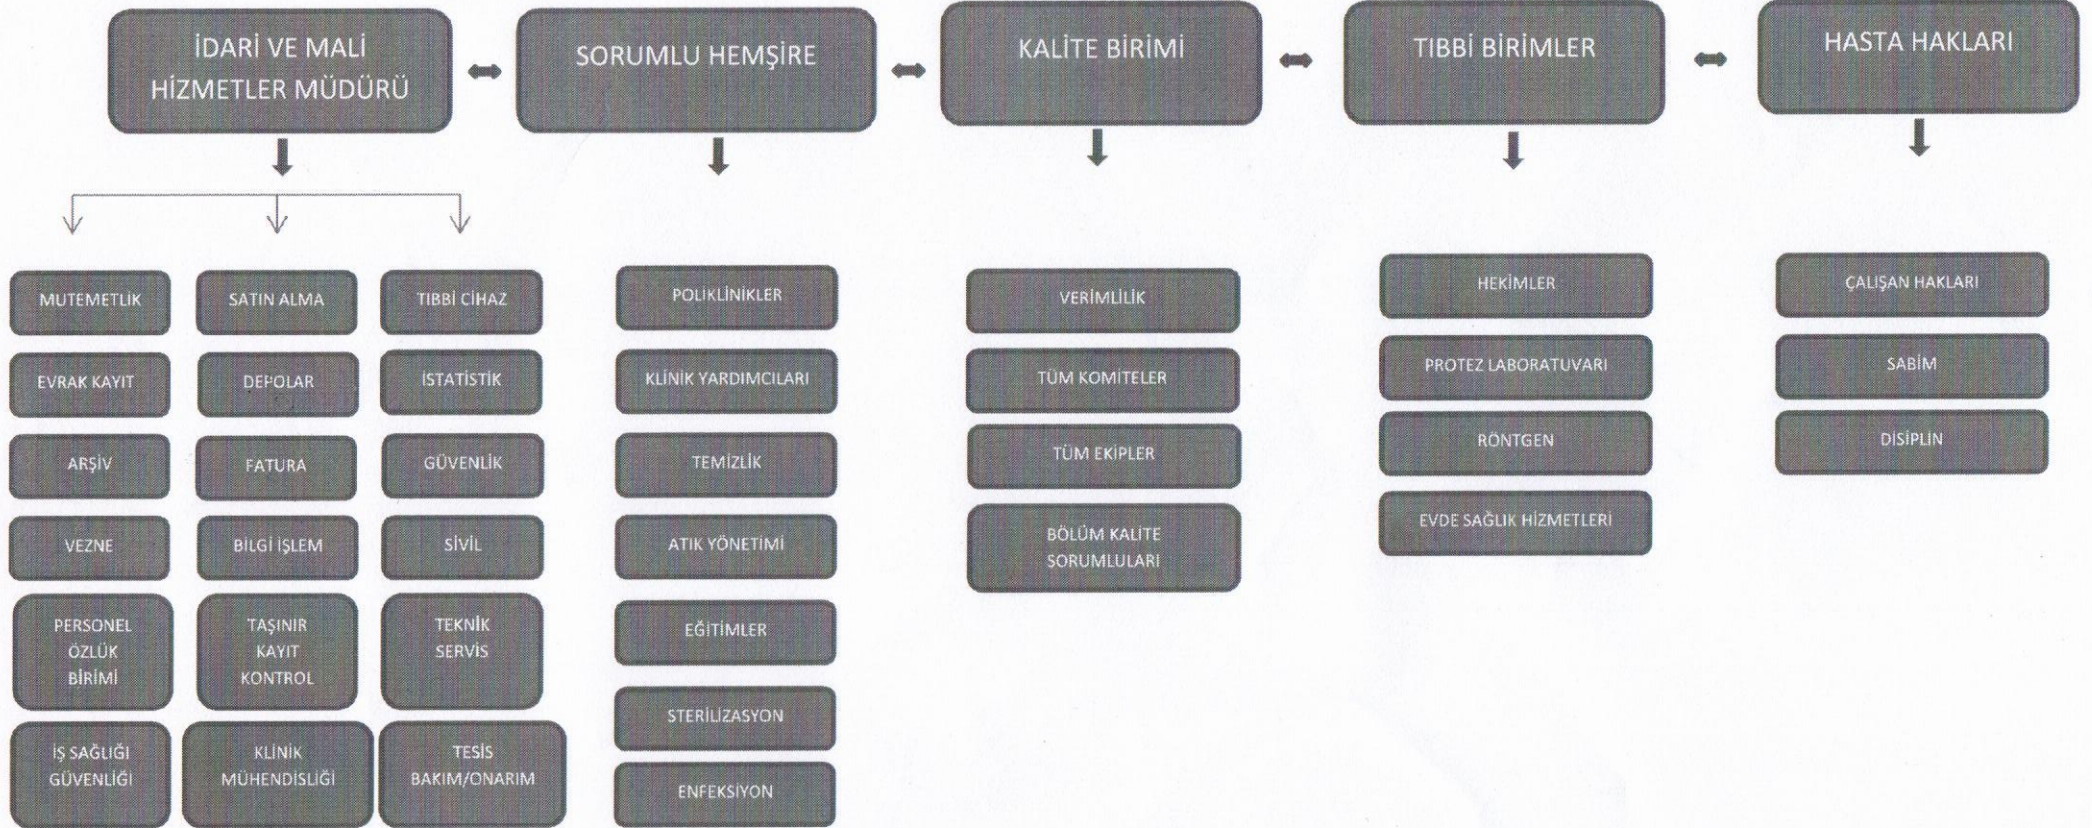 İDARİ VE MALİ
HİZMETLER MÜDÜRÜ
SORUMLU HEMŞİRE
KALİTE BİRİMİ
TIBBİ BİRİMLER
HASTA HAKLARI
MUTEMETLİK
EVRAK KAYIT
ARŞİV
VEZNE
PERSONEL
ÖZLÜK
BİRİMİ
İŞ SAĞLIĞI
GÜVENLİĞİ
SATIN ALMA
DEPOLAR
FATURA
BİLGİ İŞLEM
TAŞINIR
KAYIT
KONTROL
KLİNİK
MÜHENDİSLİĞİ
TIBBİ CİHAZ
İSTATİSTİK
GÜVENLİK
SİVİL
TEKNİK
SERVİS
TESİS
BAKIM/ONARIM
POLİKLİNİKLER
KLİNİK YARDIMCILARI
TEMİZLİK
ATIK YÖNETİMİ
EĞİTİMLER
STERİLİZASYON
ENFEKSİYON
VERİMLİLİK
TÜM KOMİTELER
TÜM EKİPLER
BÖLÜM KALİTE
SORUMLULARI
HEKİMLER
PROTEZ LABORATUVARI
RÖNTGEN
EVDE SAĞLIK HİZMETLERİ
ÇALIŞAN HAKLARI
SABİM
DİSİPLİN